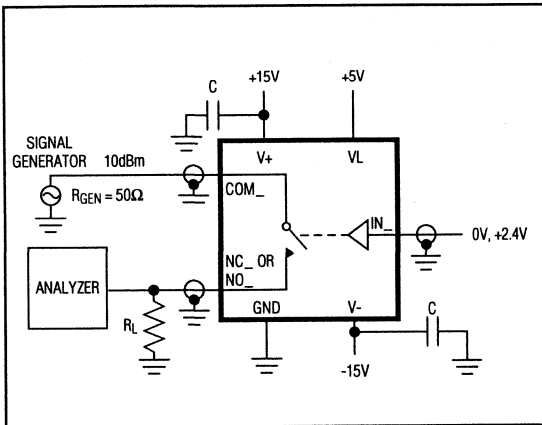 +15V
+5V
C
SIGNAL
GENERATOR
10dBm
V+
VL
COM_
RGEN = 50Ω
IN_
0V, +2.4V
NC_ OR
NO_
ANALYZER
RL
GND
V-
C
-15V